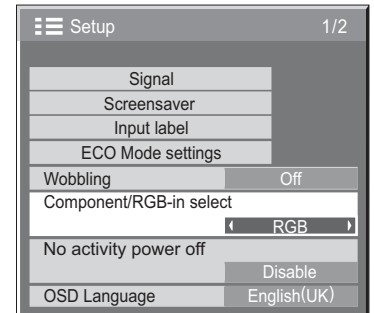 Setup 1/2
Signal
Screensaver
Input label
ECO Mode settings
Wobbling Off
Component/RGB-in select
RGB
No activity power off
Disable
OSD Language English(UK)